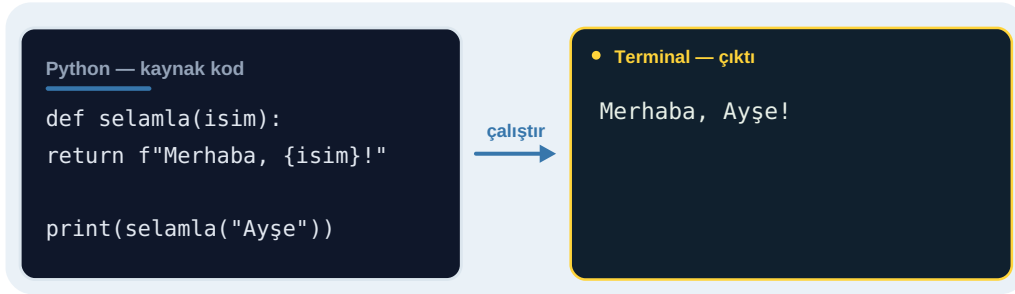 Python — kaynak kod
def selamla(isim):
return f"Merhaba, {isim}!"
print(selamla("Ayşe"))
çalıştır
Terminal — çıktı
Merhaba, Ayşe!